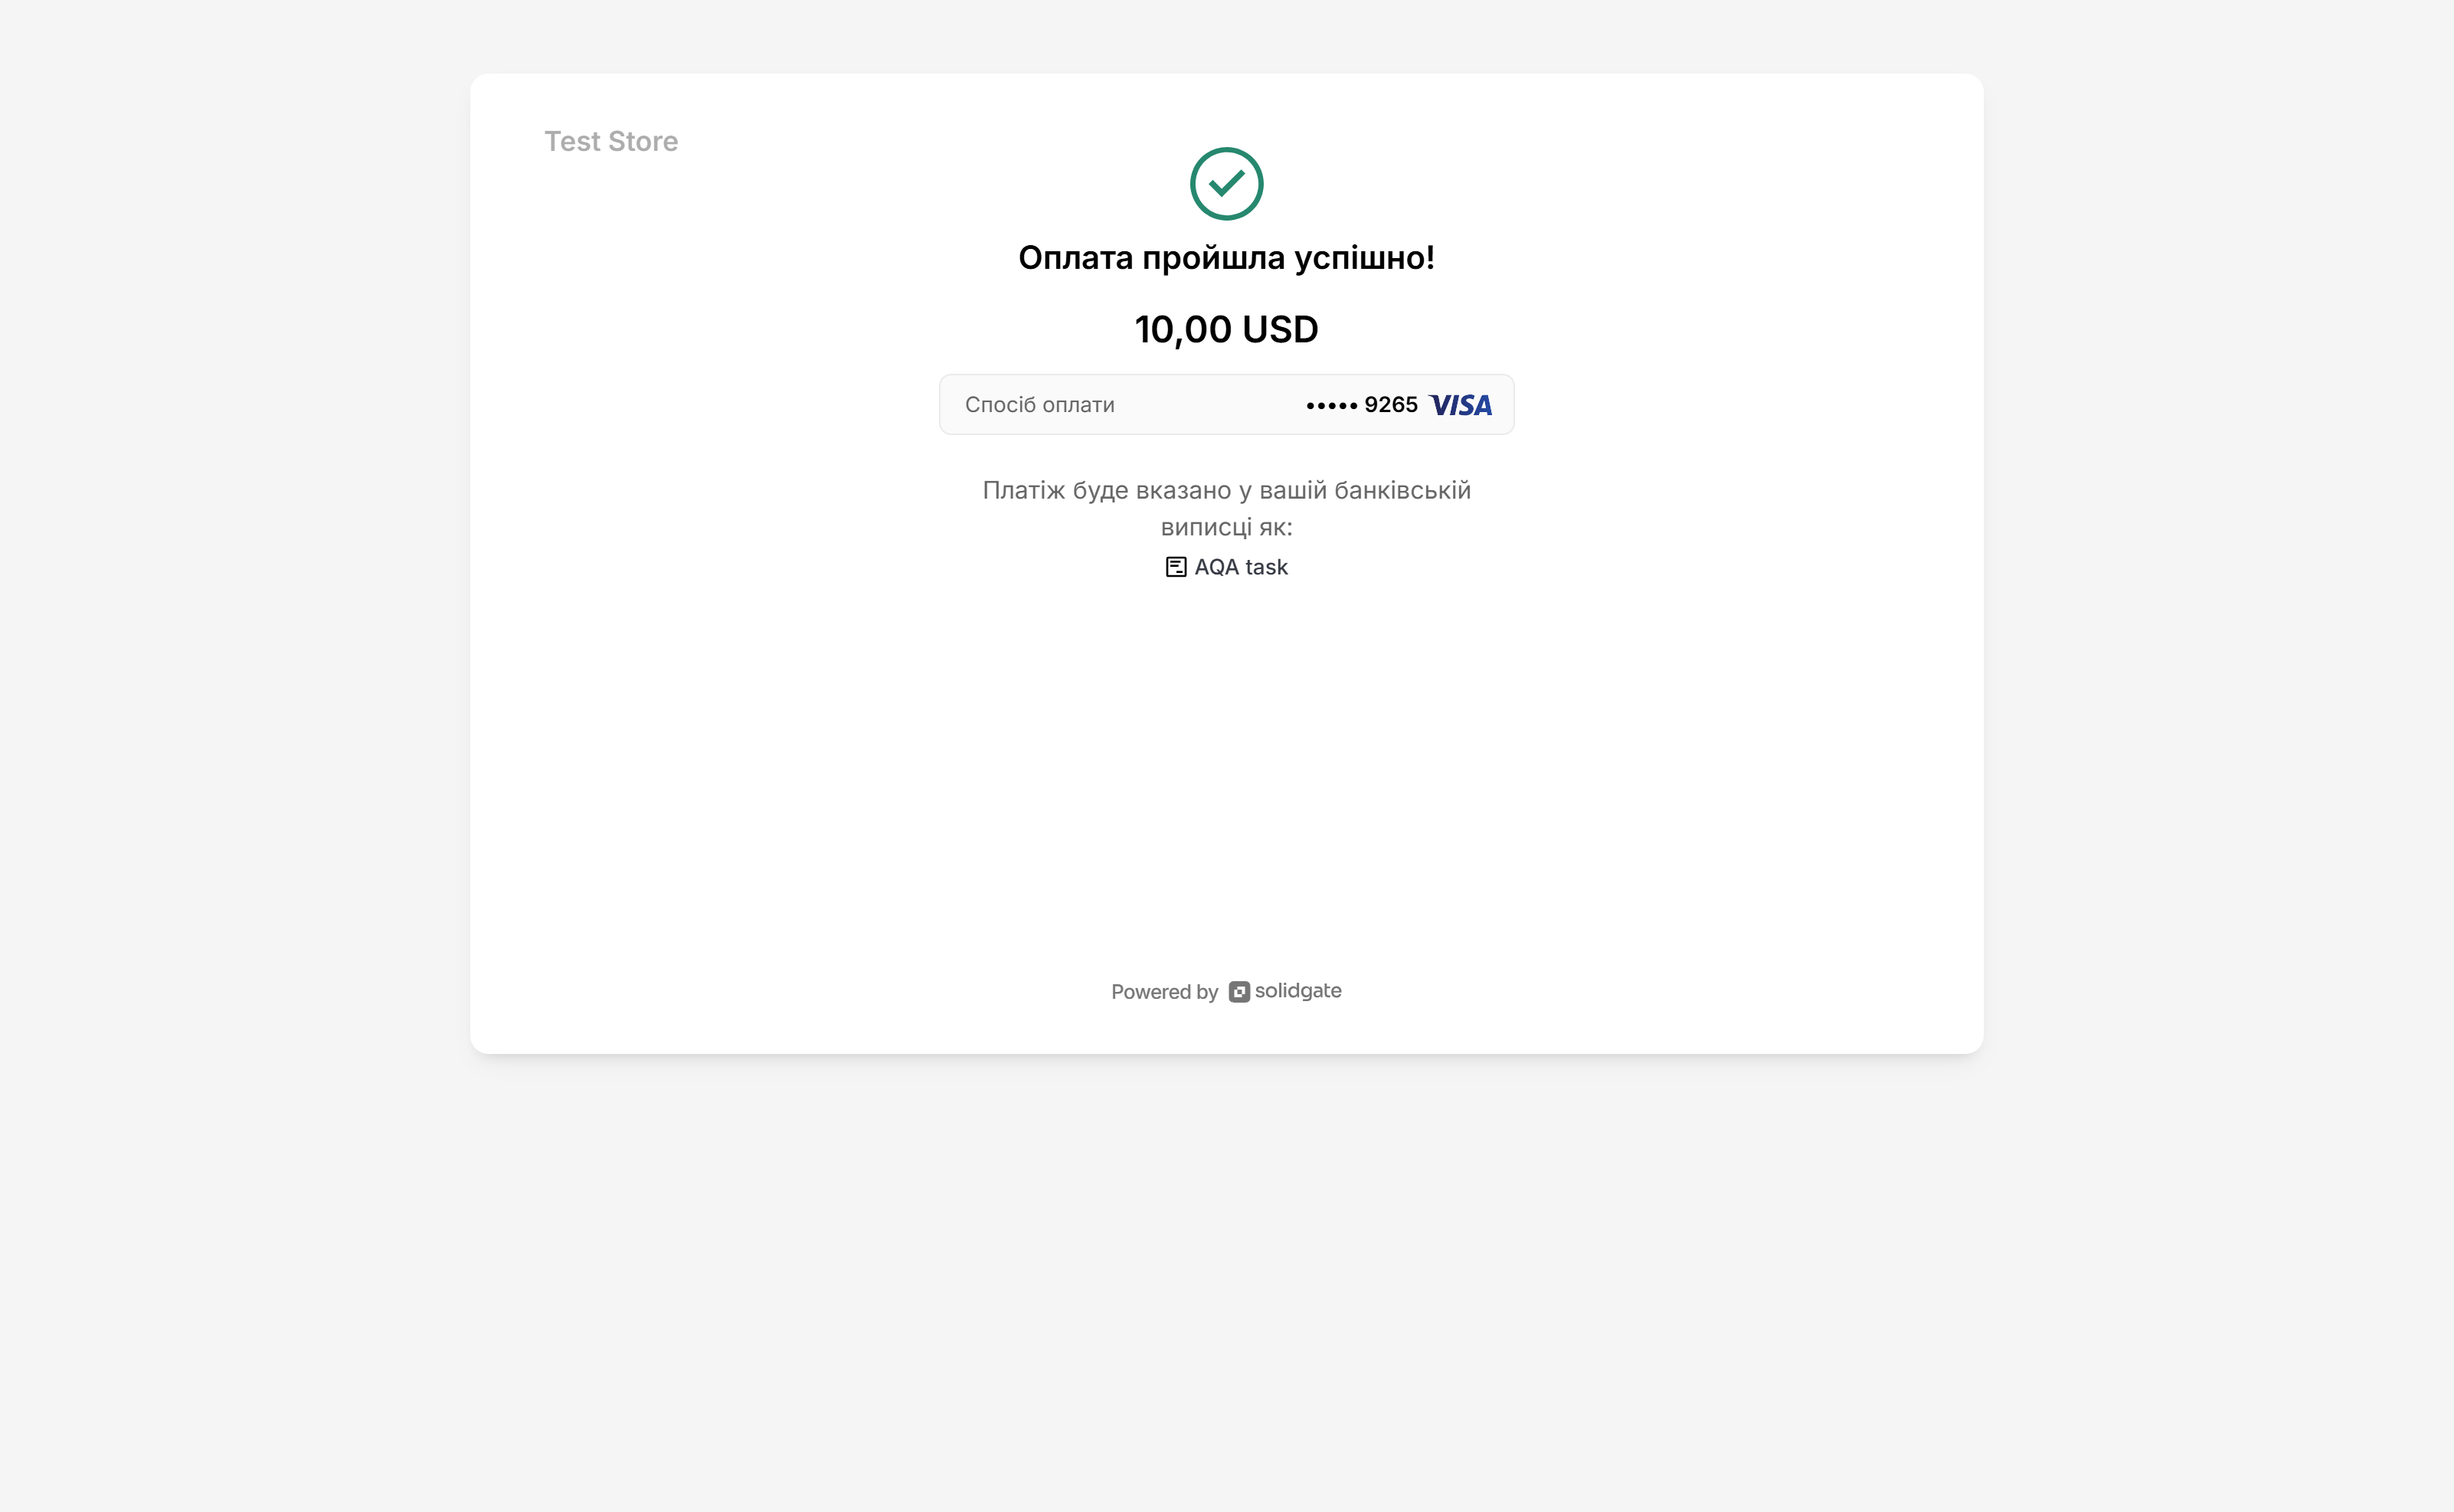 Test Store
Оплата пройшла успішно!
10,00 USD
Спосіб оплати ••••• 9265 VISA
Платіж буде вказано у вашій банківській
виписці як:
AQA task
Powered by solidgate